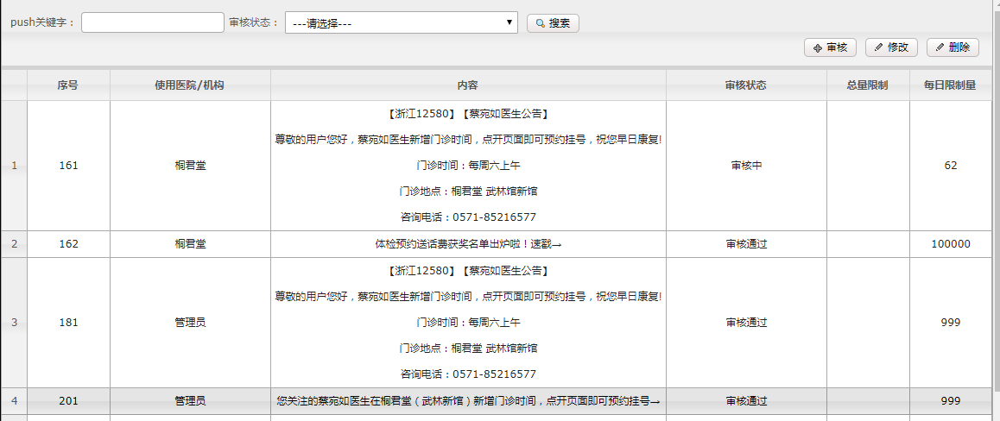 push关键字： 审核状态： ---请选择--- 搜索
审核 修改 删除
序号 使用医院/机构 内容 审核状态 总量限制 每日限制量
【浙江12580】【蔡宛如医生公告】
尊敬的用户您好，蔡宛如医生新增门诊时间，点开页面即可预约挂号，祝您早日康复!
1 161 桐君堂 门诊时间：每周六上午 审核中 62
门诊地点：桐君堂 武林馆新馆
咨询电话：0571-85216577
2 162 桐君堂 体检预约送话费获奖名单出炉啦！速戳→ 审核通过 100000
【浙江12580】【蔡宛如医生公告】
尊敬的用户您好，蔡宛如医生新增门诊时间，点开页面即可预约挂号，祝您早日康复!
3 181 管理员 门诊时间：每周六上午 审核通过 999
门诊地点：桐君堂 武林馆新馆
咨询电话：0571-85216577
4 201 管理员 您关注的蔡宛如医生在桐君堂（武林新馆）新增门诊时间，点开页面即可预约挂号→ 审核通过 999